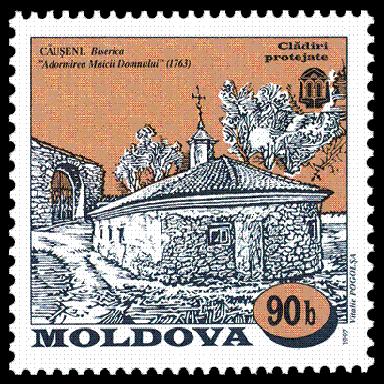 CĂUŞENI. Biserica
"Adormirea Maicii Domnului" (1763)
Clădiri
protejate
90b
MOLDOVA
1997 Vitalie POGOLŞA